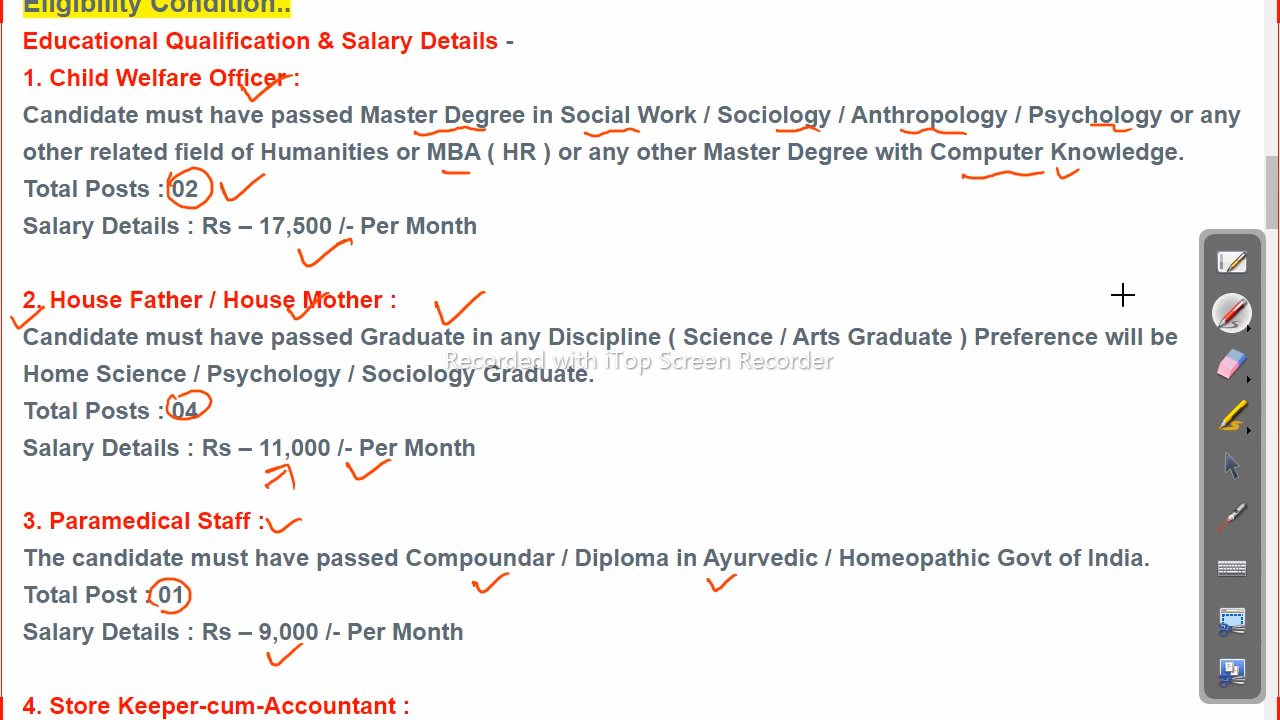 Eligibility Condition..
Educational Qualification & Salary Details -
1. Child Welfare Officer :
Candidate must have passed Master Degree in Social Work / Sociology / Anthropology / Psychology or any
other related field of Humanities or MBA ( HR ) or any other Master Degree with Computer Knowledge.
Total Posts : 02
Salary Details : Rs – 17,500 /- Per Month
2. House Father / House Mother :
Candidate must have passed Graduate in any Discipline ( Science / Arts Graduate ) Preference will be
Recorded with iTop Screen Recorder
Home Science / Psychology / Sociology Graduate.
Total Posts : 04
Salary Details : Rs – 11,000 /- Per Month
3. Paramedical Staff :
The candidate must have passed Compoundar / Diploma in Ayurvedic / Homeopathic Govt of India.
Total Post : 01
Salary Details : Rs – 9,000 /- Per Month
4. Store Keeper-cum-Accountant :